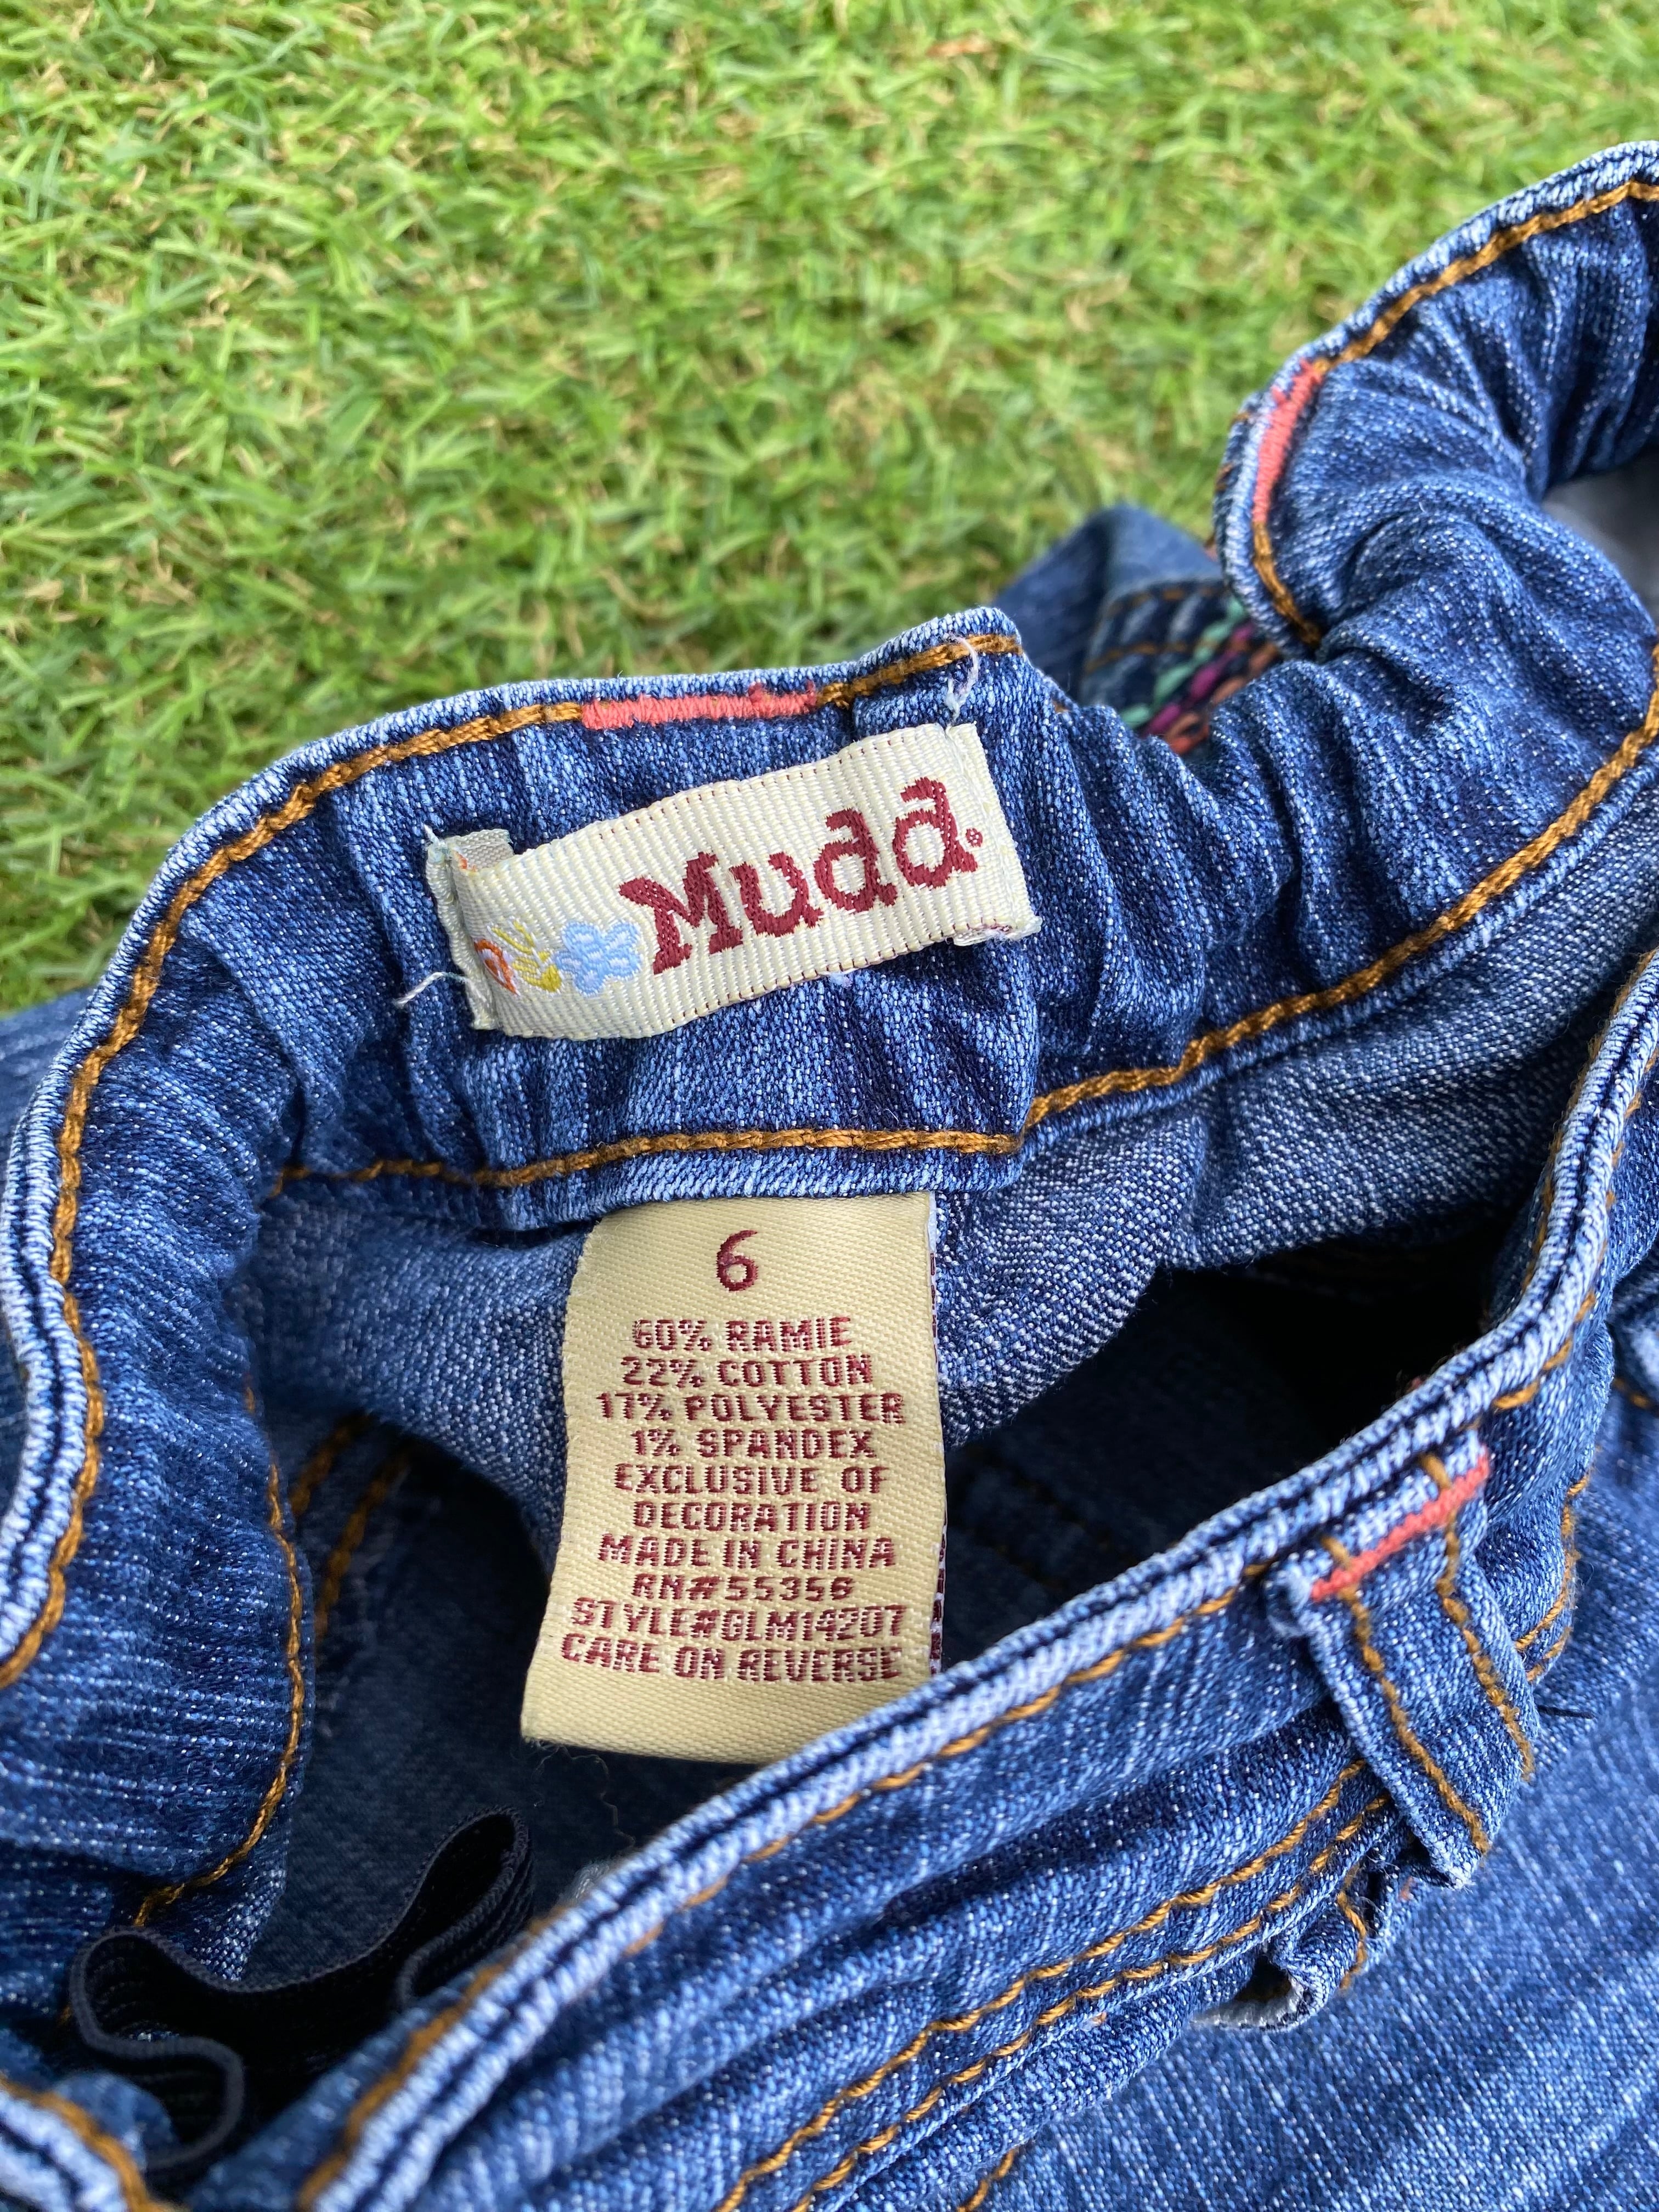 Mudd®
6
60% RAMIE
22% COTTON
17% POLYESTER
1% SPANDEX
EXCLUSIVE OF
DECORATION
MADE IN CHINA
RN#55356
STYLE#GLM14207
CARE ON REVERSE